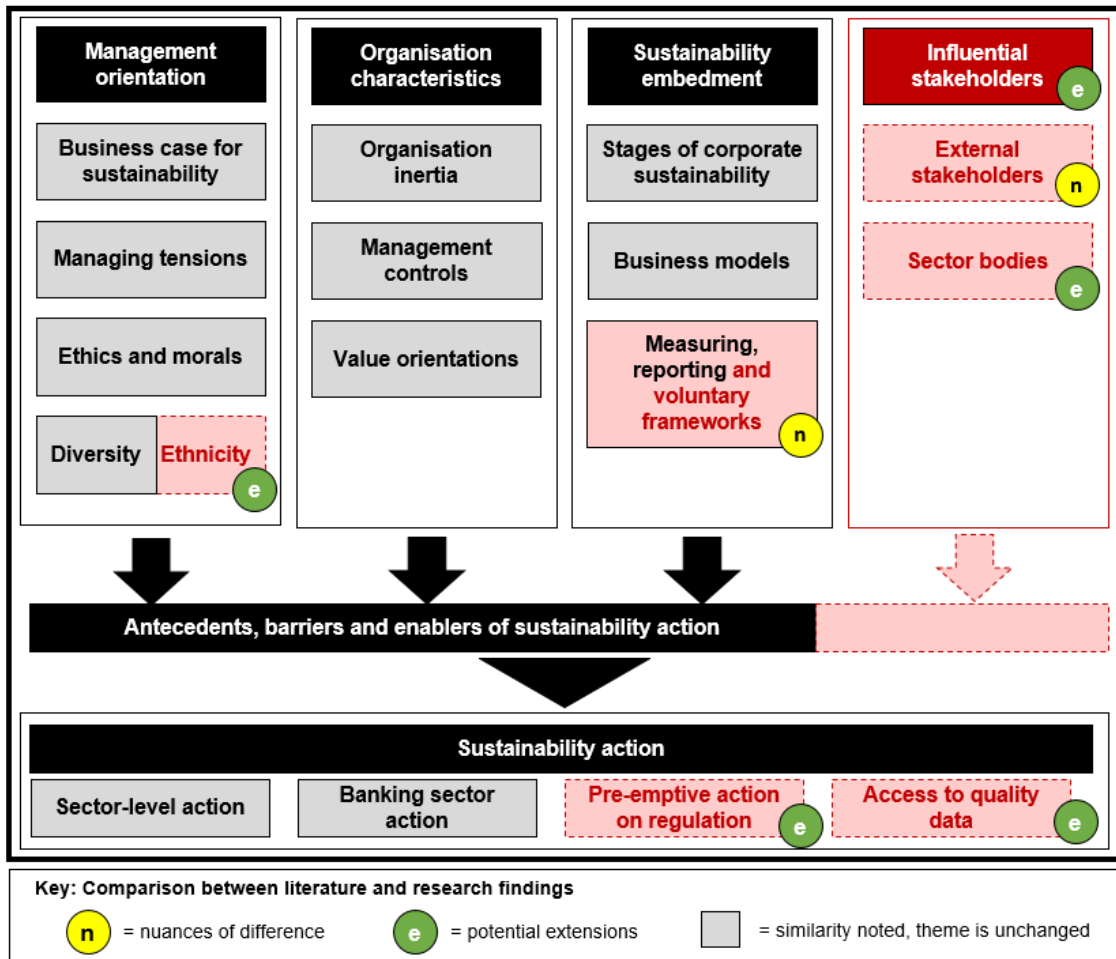 Management
orientation
Business case for
sustainability
Managing tensions
Ethics and morals
Diversity
Ethnicity
e
Organisation
characteristics
Organisation
inertia
Management
controls
Value orientations
Sustainability
embedment
Stages of corporate
sustainability
Business models
Measuring,
reporting and
voluntary
frameworks
n
Influential
stakeholders
e
External
stakeholders
n
Sector bodies
e
Antecedents, barriers and enablers of sustainability action
Sustainability action
Sector-level action
Banking sector
action
Pre-emptive action
on regulation
e
Access to quality
data
e
Key: Comparison between literature and research findings
n = nuances of difference
e = potential extensions
= similarity noted, theme is unchanged